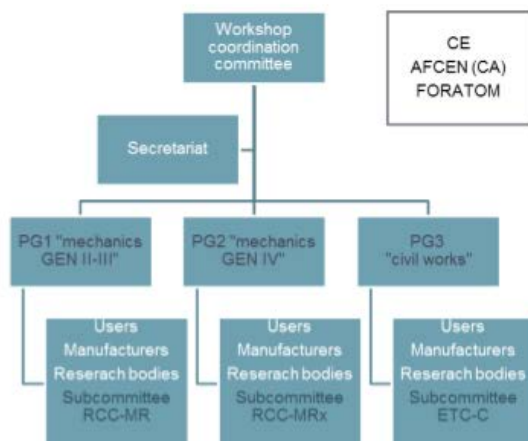 Workshop
coordination
committee
CE
AFCEN (CA)
FORATOM
Secretariat
PG1 "mechanics
GEN II-III"
PG2 "mechanics
GEN IV"
PG3
"civil works"
Users
Manufacturers
Reserach bodies
Subcommittee
RCC-MR
Users
Manufacturers
Reserach bodies
Subcommittee
RCC-MRx
Users
Manufacturers
Reserach bodies
Subcommittee
ETC-C